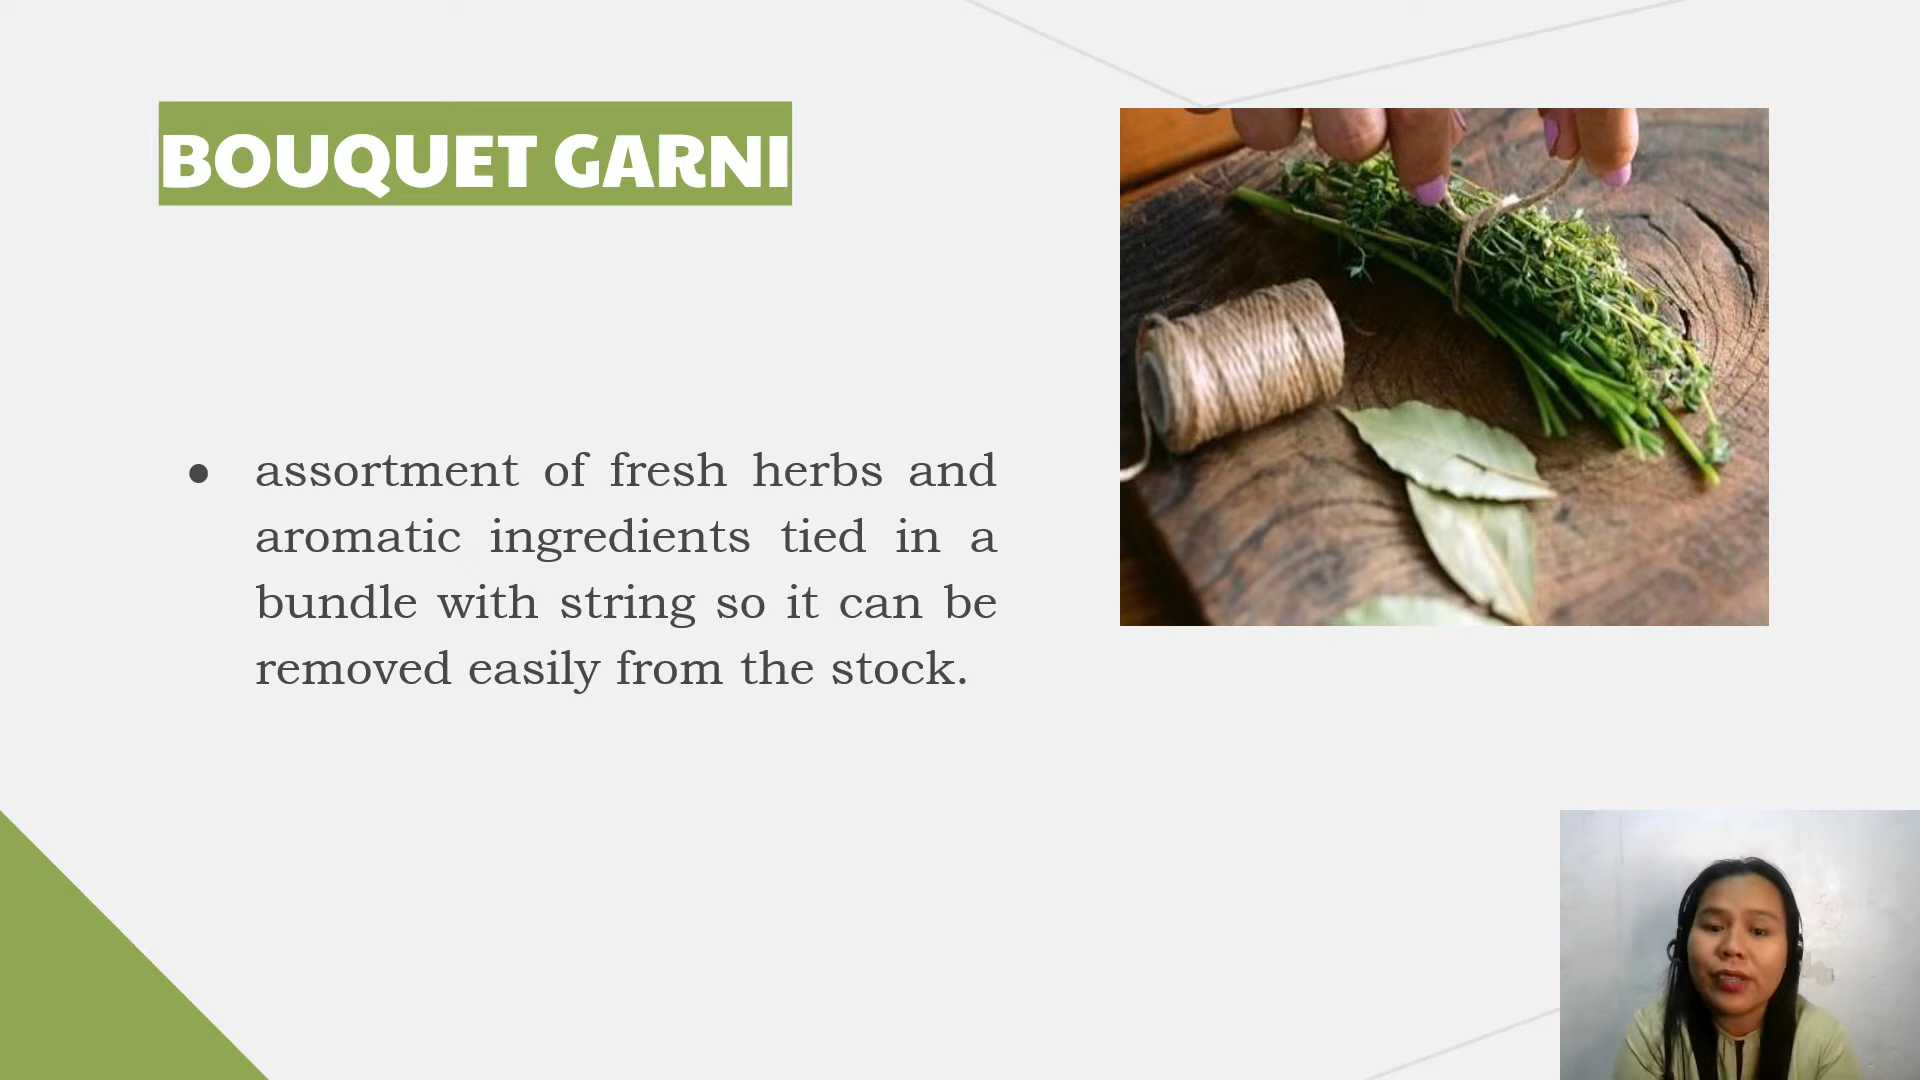 BOUQUET GARNI
● assortment of fresh herbs and
aromatic ingredients tied in a
bundle with string so it can be
removed easily from the stock.